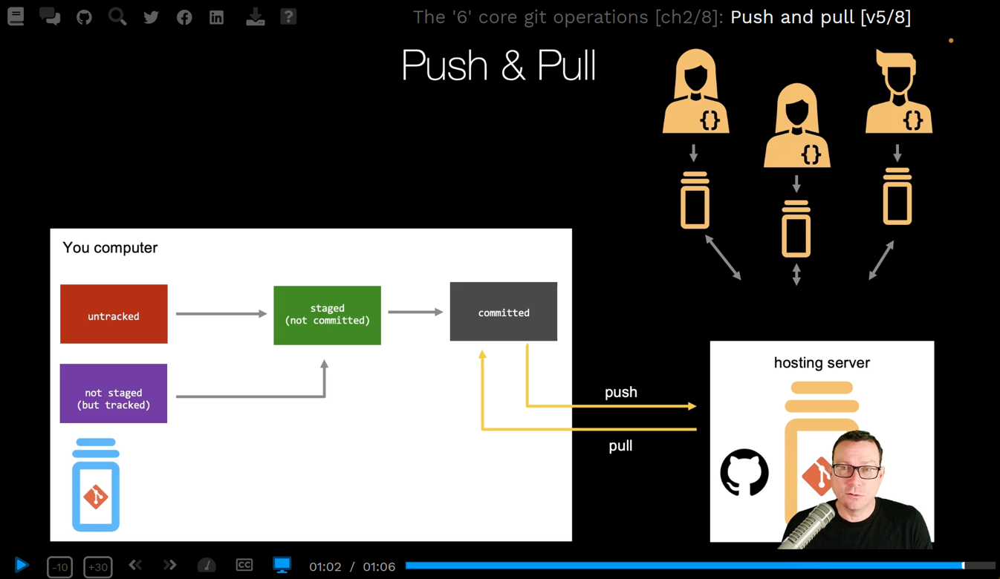 The '6' core git operations [ch2/8]: Push and pull [v5/8]
Push & Pull
{}
{}
{}
You computer
untracked
staged
(not committed)
committed
not staged
(but tracked)
push
pull
hosting server
-10
+30
CC
01:02 / 01:06